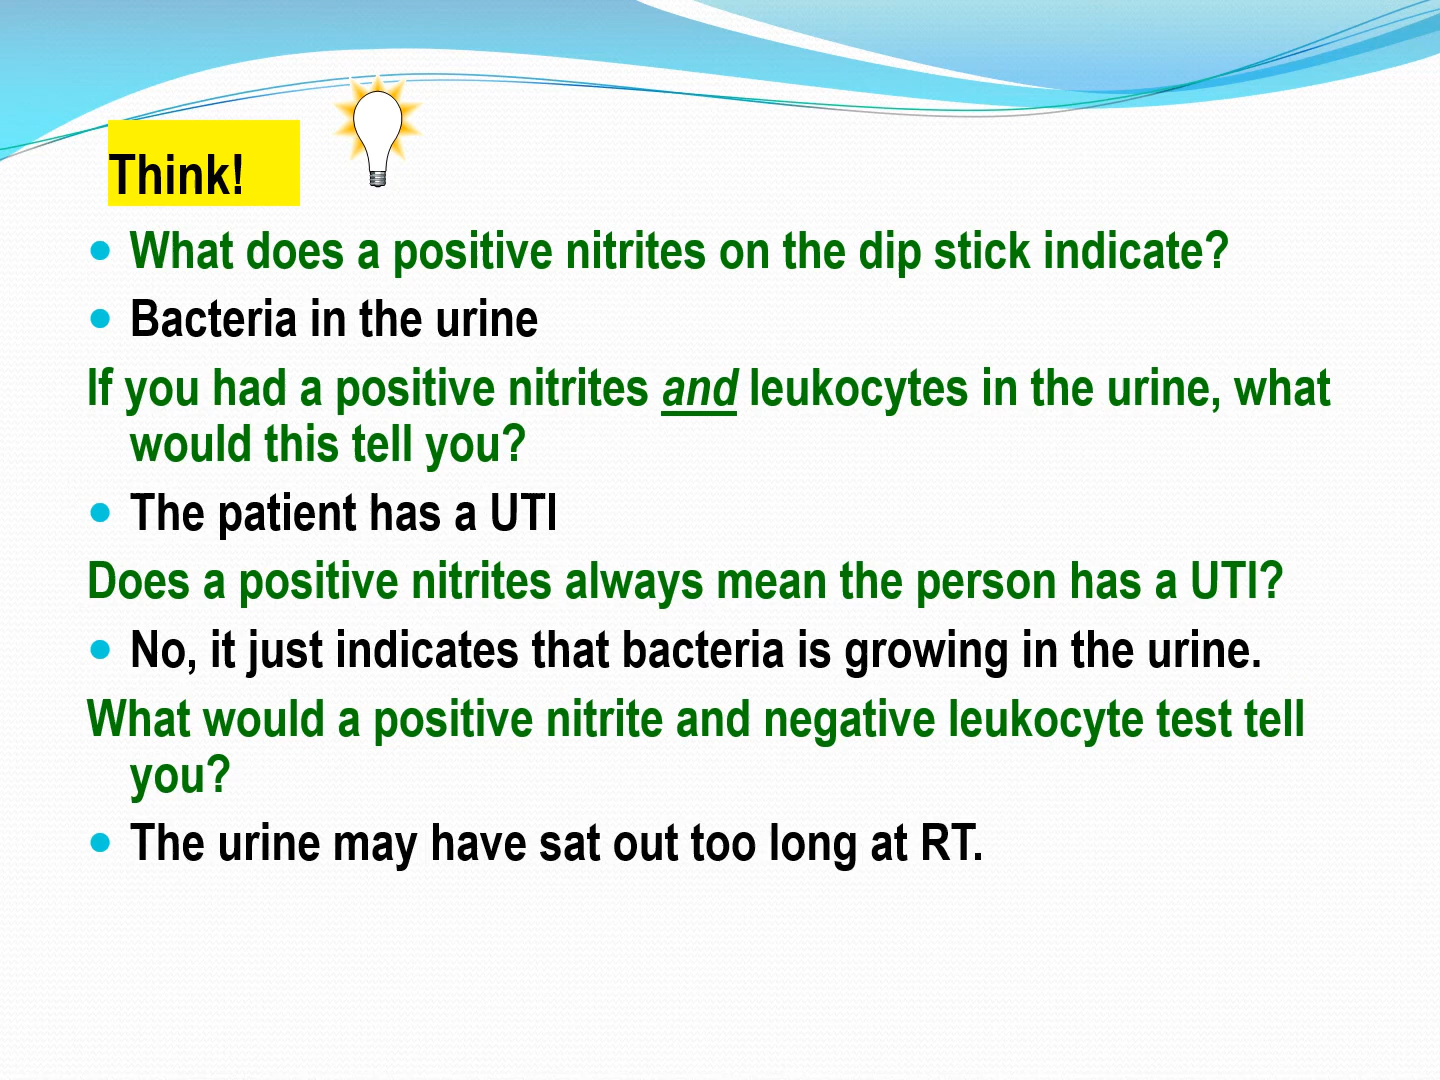 Think!
What does a positive nitrites on the dip stick indicate?
Bacteria in the urine
If you had a positive nitrites and leukocytes in the urine, what
would this tell you?
The patient has a UTI
Does a positive nitrites always mean the person has a UTI?
No, it just indicates that bacteria is growing in the urine.
What would a positive nitrite and negative leukocyte test tell
you?
The urine may have sat out too long at RT.